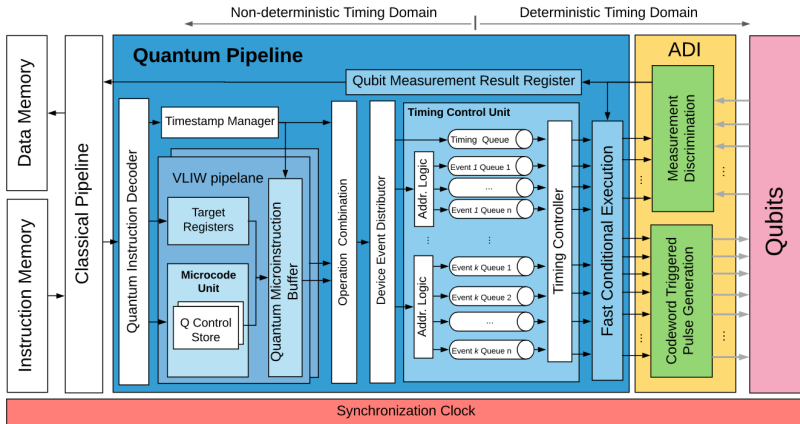 Non-deterministic Timing Domain
Deterministic Timing Domain
Data Memory
Instruction Memory
Classical Pipeline
Quantum Pipeline
Qubit Measurement Result Register
Quantum Instruction Decoder
Timestamp Manager
VLIW pipelane
Target
Registers
Microcode
Unit
Q Control
Store
Quantum Microinstruction
Buffer
Operation Combination
Device Event Distributor
Timing Control Unit
Timing Queue
Addr. Logic
Event 1 Queue 1
...
Event 1 Queue n
...
...
Addr. Logic
Event k Queue 1
Event k Queue 2
...
Event k Queue n
Timing Controller
Fast Conditional Execution
ADI
Measurement
Discrimination
...
...
Codeword Triggered
Pulse Generation
...
...
Qubits
Synchronization Clock